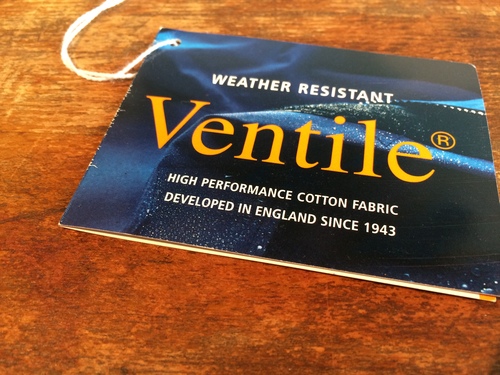 WEATHER RESISTANT
Ventile®
HIGH PERFORMANCE COTTON FABRIC
DEVELOPED IN ENGLAND SINCE 1943